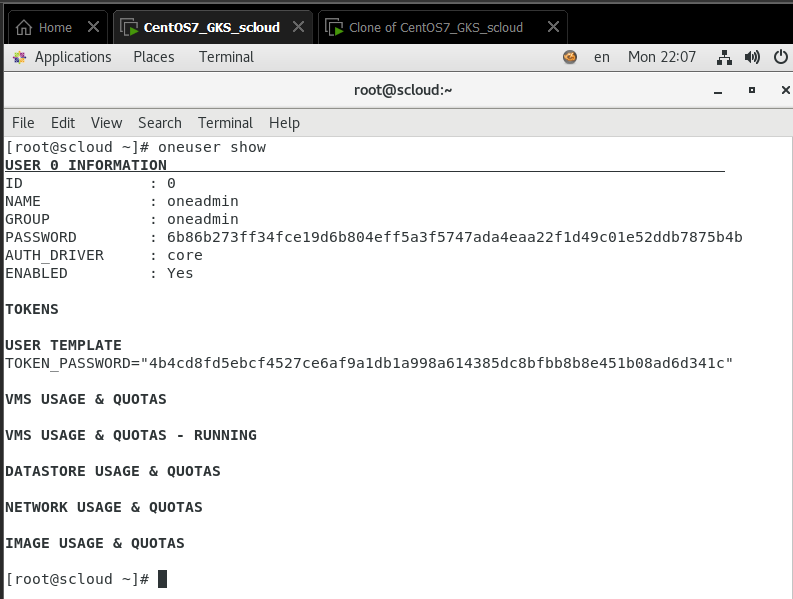 Home
CentOS7_GKS_scloud
Clone of CentOS7_GKS_scloud
Applications Places Terminal en Mon 22:07
root@scloud:~
File Edit View Search Terminal Help
[root@scloud ~]# oneuser show
USER 0 INFORMATION
ID : 0
NAME : oneadmin
GROUP : oneadmin
PASSWORD : 6b86b273ff34fce19d6b804eff5a3f5747ada4eaa22f1d49c01e52ddb7875b4b
AUTH_DRIVER : core
ENABLED : Yes
TOKENS
USER TEMPLATE
TOKEN_PASSWORD="4b4cd8fd5ebcf4527ce6af9a1db1a998a614385dc8bfbb8b8e451b08ad6d341c"
VMS USAGE & QUOTAS
VMS USAGE & QUOTAS - RUNNING
DATASTORE USAGE & QUOTAS
NETWORK USAGE & QUOTAS
IMAGE USAGE & QUOTAS
[root@scloud ~]#